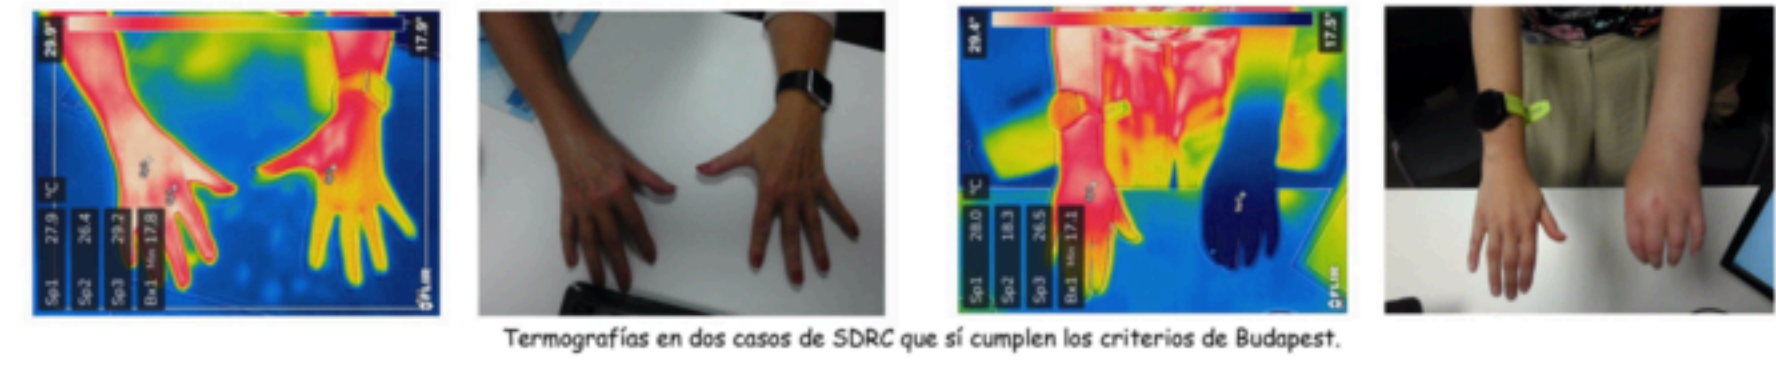 29.9°
17.9°
°C
Sp1 27.9
Sp2 26.4
Sp3 29.2
Bx1 Min 17.8
FLIR
29.4°
17.5°
°C
Sp1 28.0
Sp2 18.3
Sp3 26.5
Bx1 Min 17.1
FLIR
Termografías en dos casos de SDRC que sí cumplen los criterios de Budapest.